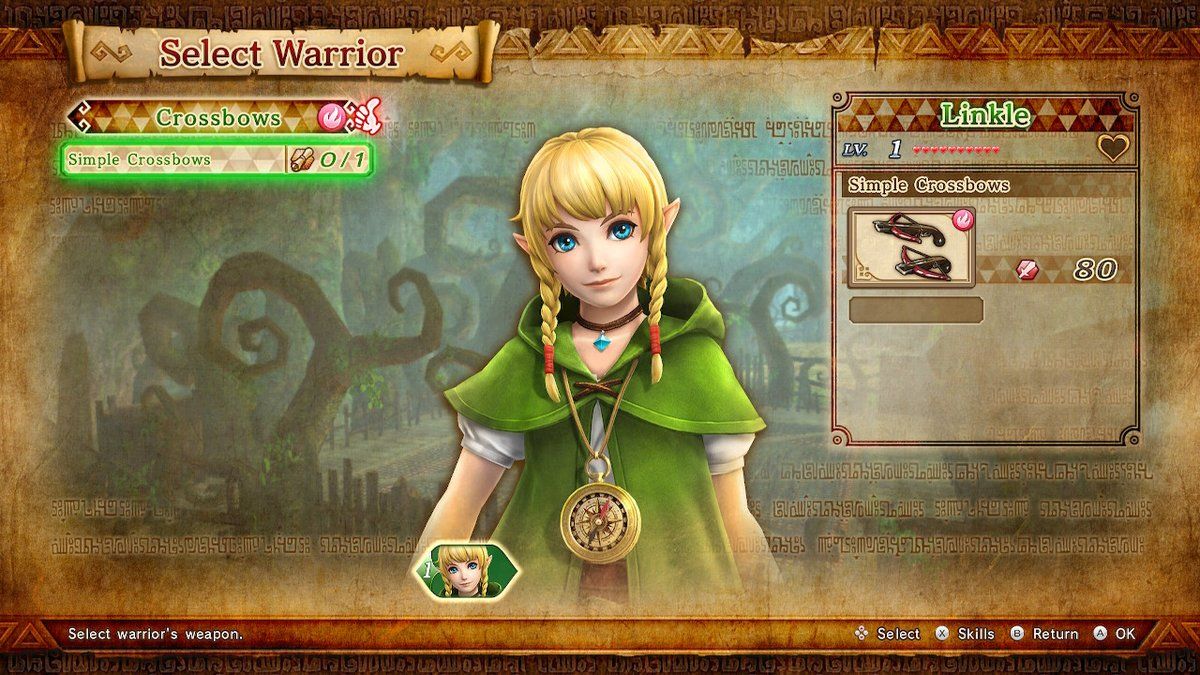 Select Warrior
Crossbows
Simple Crossbows 0/1
Linkle
LV. 1
Simple Crossbows
80
1
Select warrior's weapon.
Select X Skills B Return A OK